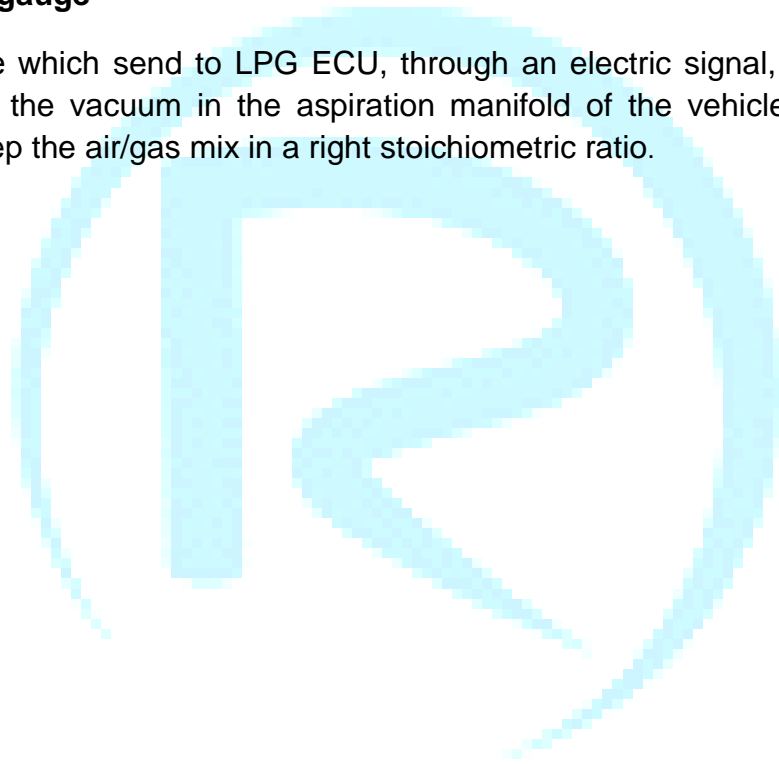 gauge
which send to LPG ECU, through an electric signal,
the vacuum in the aspiration manifold of the vehicle
the air/gas mix in a right stoichiometric ratio.
R